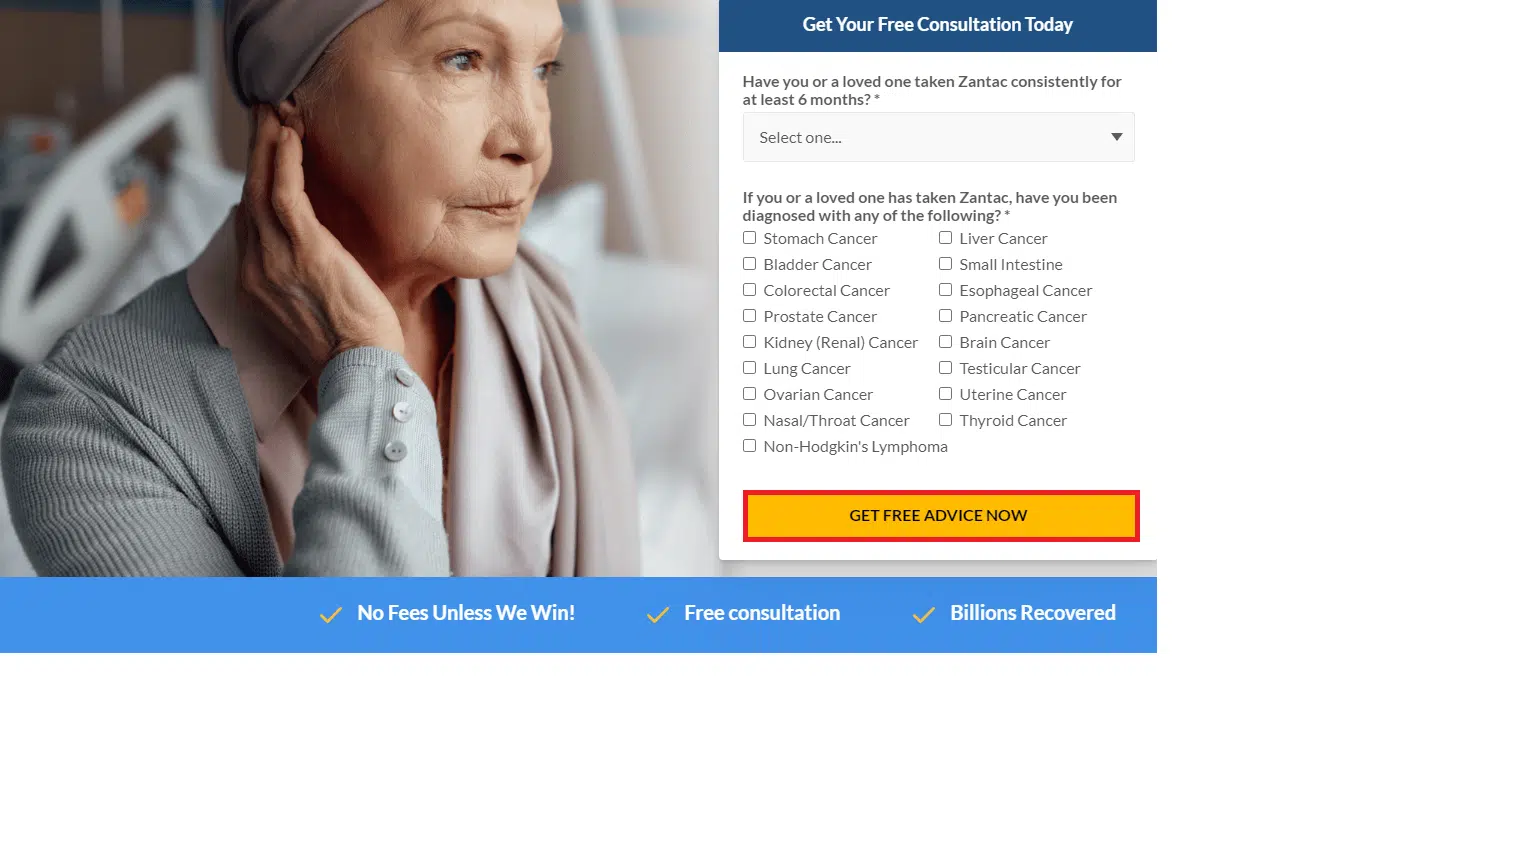 Get Your Free Consultation Today
Have you or a loved one taken Zantac consistently for
at least 6 months? *
Select one...
If you or a loved one has taken Zantac, have you been
diagnosed with any of the following? *
Stomach Cancer
Liver Cancer
Bladder Cancer
Small Intestine
Colorectal Cancer
Esophageal Cancer
Prostate Cancer
Pancreatic Cancer
Kidney (Renal) Cancer
Brain Cancer
Lung Cancer
Testicular Cancer
Ovarian Cancer
Uterine Cancer
Nasal/Throat Cancer
Thyroid Cancer
Non-Hodgkin's Lymphoma
GET FREE ADVICE NOW
No Fees Unless We Win!
Free consultation
Billions Recovered